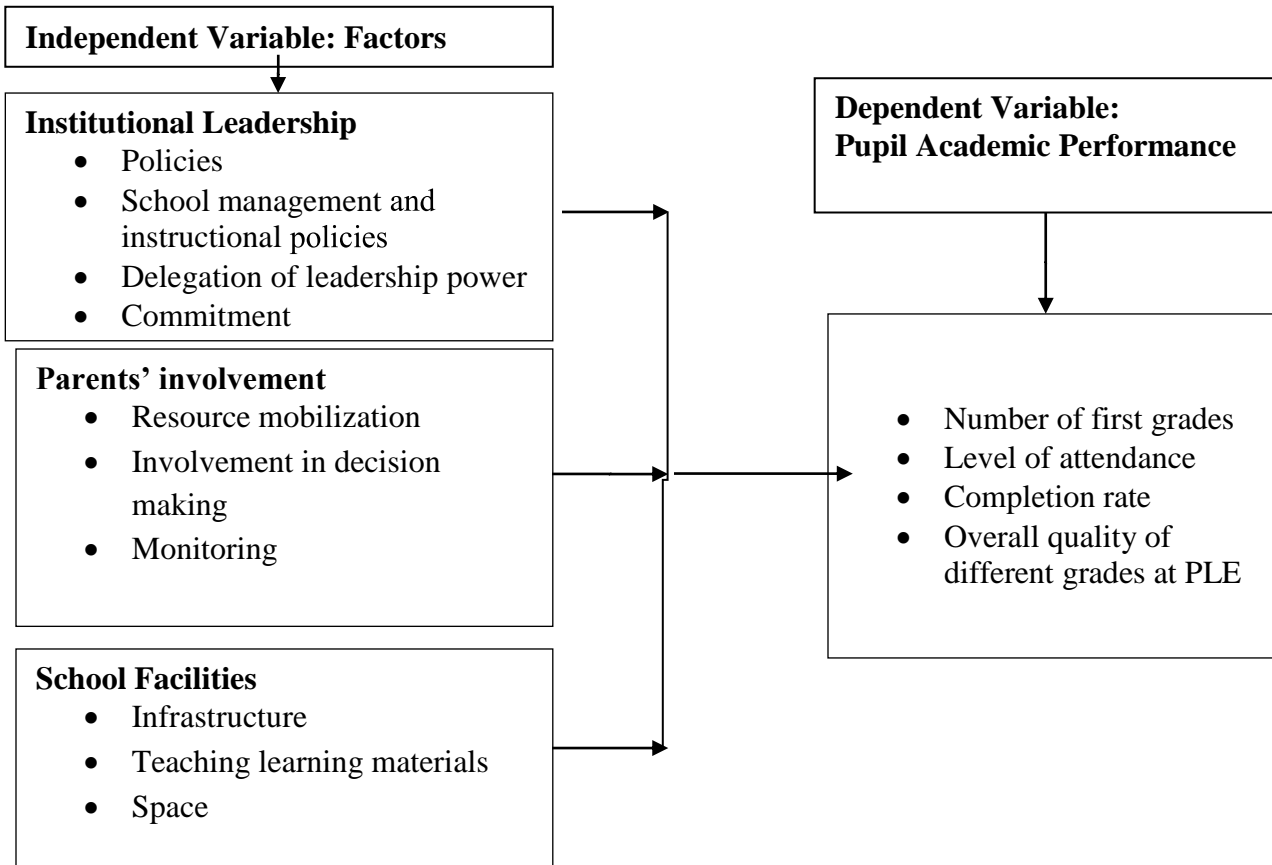 Independent Variable: Factors
Institutional Leadership
• Policies
• School management and
instructional policies
• Delegation of leadership power
• Commitment
Parents’ involvement
• Resource mobilization
• Involvement in decision
making
• Monitoring
School Facilities
• Infrastructure
• Teaching learning materials
• Space
Dependent Variable:
Pupil Academic Performance
• Number of first grades
• Level of attendance
• Completion rate
• Overall quality of
different grades at PLE